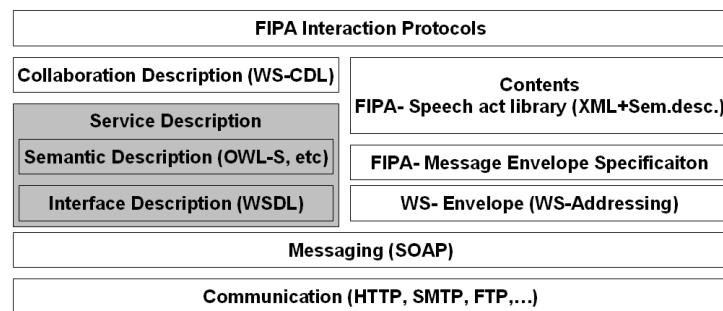 FIPA Interaction Protocols
Collaboration Description (WS-CDL)
Contents
FIPA- Speech act library (XML+Sem.desc.)
Service Description
Semantic Description (OWL-S, etc)
FIPA- Message Envelope Specificaiton
Interface Description (WSDL)
WS- Envelope (WS-Addressing)
Messaging (SOAP)
Communication (HTTP, SMTP, FTP,…)